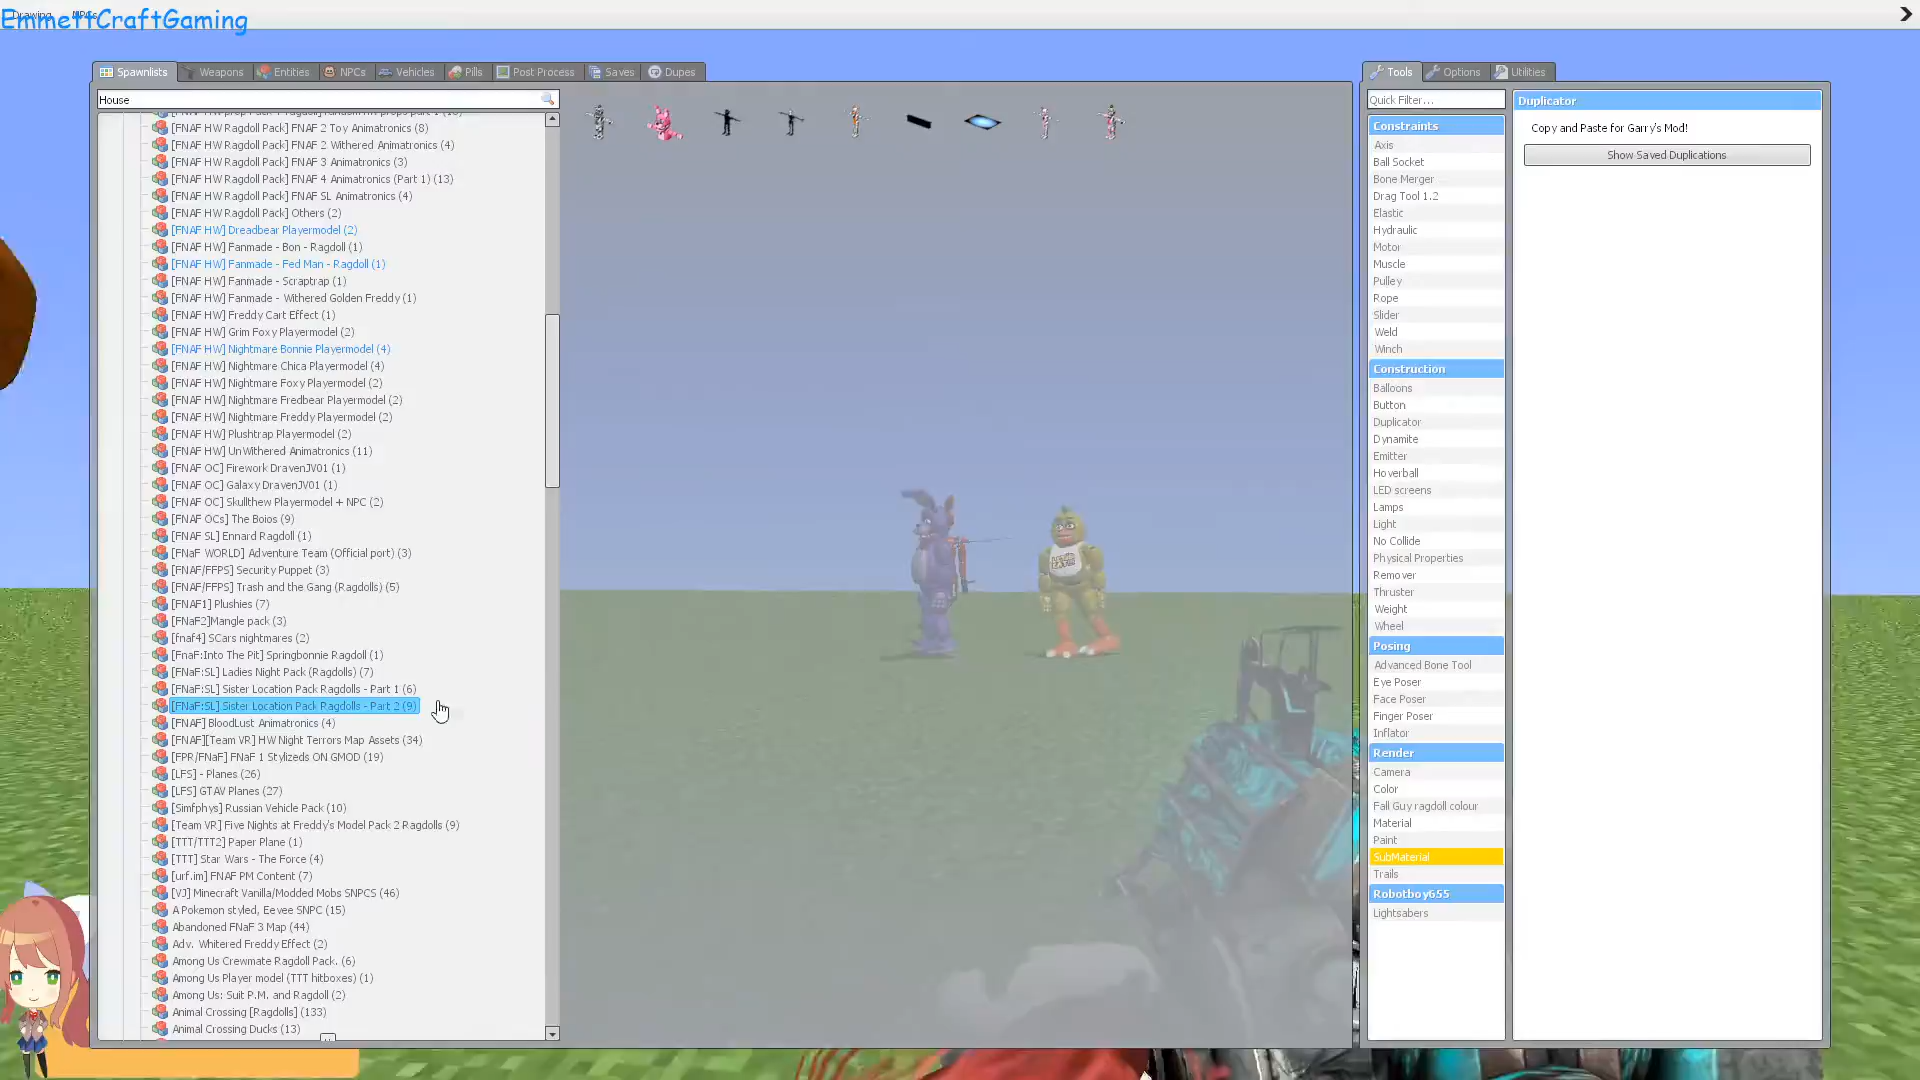 EmmettCraftGaming
Drawing NPCs
Spawnlists
Weapons
Entities
NPCs
Vehicles
Pills
Post Process
Saves
Dupes
House
[FNAF HW Ragdoll Pack] FNAF 2 Toy Animatronics (8)
[FNAF HW Ragdoll Pack] FNAF 2 Withered Animatronics (4)
[FNAF HW Ragdoll Pack] FNAF 3 Animatronics (3)
[FNAF HW Ragdoll Pack] FNAF 4 Animatronics (Part 1) (13)
[FNAF HW Ragdoll Pack] FNAF SL Animatronics (4)
[FNAF HW Ragdoll Pack] Others (2)
[FNAF HW] Dreadbear Playermodel (2)
[FNAF HW] Fanmade - Bon - Ragdoll (1)
[FNAF HW] Fanmade - Fed Man - Ragdoll (1)
[FNAF HW] Fanmade - Scraptrap (1)
[FNAF HW] Fanmade - Withered Golden Freddy (1)
[FNAF HW] Freddy Cart Effect (1)
[FNAF HW] Grim Foxy Playermodel (2)
[FNAF HW] Nightmare Bonnie Playermodel (4)
[FNAF HW] Nightmare Chica Playermodel (4)
[FNAF HW] Nightmare Foxy Playermodel (2)
[FNAF HW] Nightmare Fredbear Playermodel (2)
[FNAF HW] Nightmare Freddy Playermodel (2)
[FNAF HW] Plushtrap Playermodel (2)
[FNAF HW] UnWithered Animatronics (11)
[FNAF OC] Firework DravenJV01 (1)
[FNAF OC] Galaxy DravenJV01 (1)
[FNAF OC] Skullthew Playermodel + NPC (2)
[FNAF OCs] The Boios (9)
[FNAF SL] Ennard Ragdoll (1)
[FNaF WORLD] Adventure Team (Official port) (3)
[FNAF/FFPS] Security Puppet (3)
[FNAF/FFPS] Trash and the Gang (Ragdolls) (5)
[FNAF1] Plushies (7)
[FNaF2]Mangle pack (3)
[fnaf4] SCars nightmares (2)
[FnaF:Into The Pit] Springbonnie Ragdoll (1)
[FNaF:SL] Ladies Night Pack (Ragdolls) (7)
[FNaF:SL] Sister Location Pack Ragdolls - Part 1 (6)
[FNaF:SL] Sister Location Pack Ragdolls - Part 2 (9)
[FNAF] BloodLust Animatronics (4)
[FNAF][Team VR] HW Night Terrors Map Assets (34)
[FPR/FNaF] FNaF 1 Stylizeds ON GMOD (19)
[LFS] - Planes (26)
[LFS] GTAV Planes (27)
[Simfphys] Russian Vehicle Pack (10)
[Team VR] Five Nights at Freddy's Model Pack 2 Ragdolls (9)
[TTT/TTT2] Paper Plane (1)
[TTT] Star Wars - The Force (4)
[urf.im] FNAF PM Content (7)
[VJ] Minecraft Vanilla/Modded Mobs SNPCS (46)
A Pokemon styled, Eevee SNPC (15)
Abandoned FNaF 3 Map (44)
Adv. Whitered Freddy Effect (2)
Among Us Crewmate Ragdoll Pack. (6)
Among Us Player model (TTT hitboxes) (1)
Among Us: Suit P.M. and Ragdoll (2)
Animal Crossing [Ragdolls] (133)
Animal Crossing Ducks (13)
LET'S EAT!!!
Tools
Options
Utilities
Quick Filter...
Constraints
Axis
Ball Socket
Bone Merger
Drag Tool 1.2
Elastic
Hydraulic
Motor
Muscle
Pulley
Rope
Slider
Weld
Winch
Construction
Balloons
Button
Duplicator
Dynamite
Emitter
Hoverball
LED screens
Lamps
Light
No Collide
Physical Properties
Remover
Thruster
Weight
Wheel
Posing
Advanced Bone Tool
Eye Poser
Face Poser
Finger Poser
Inflator
Render
Camera
Color
Fall Guy ragdoll colour
Material
Paint
SubMaterial
Trails
Robotboy655
Lightsabers
Duplicator
Copy and Paste for Garry's Mod!
Show Saved Duplications